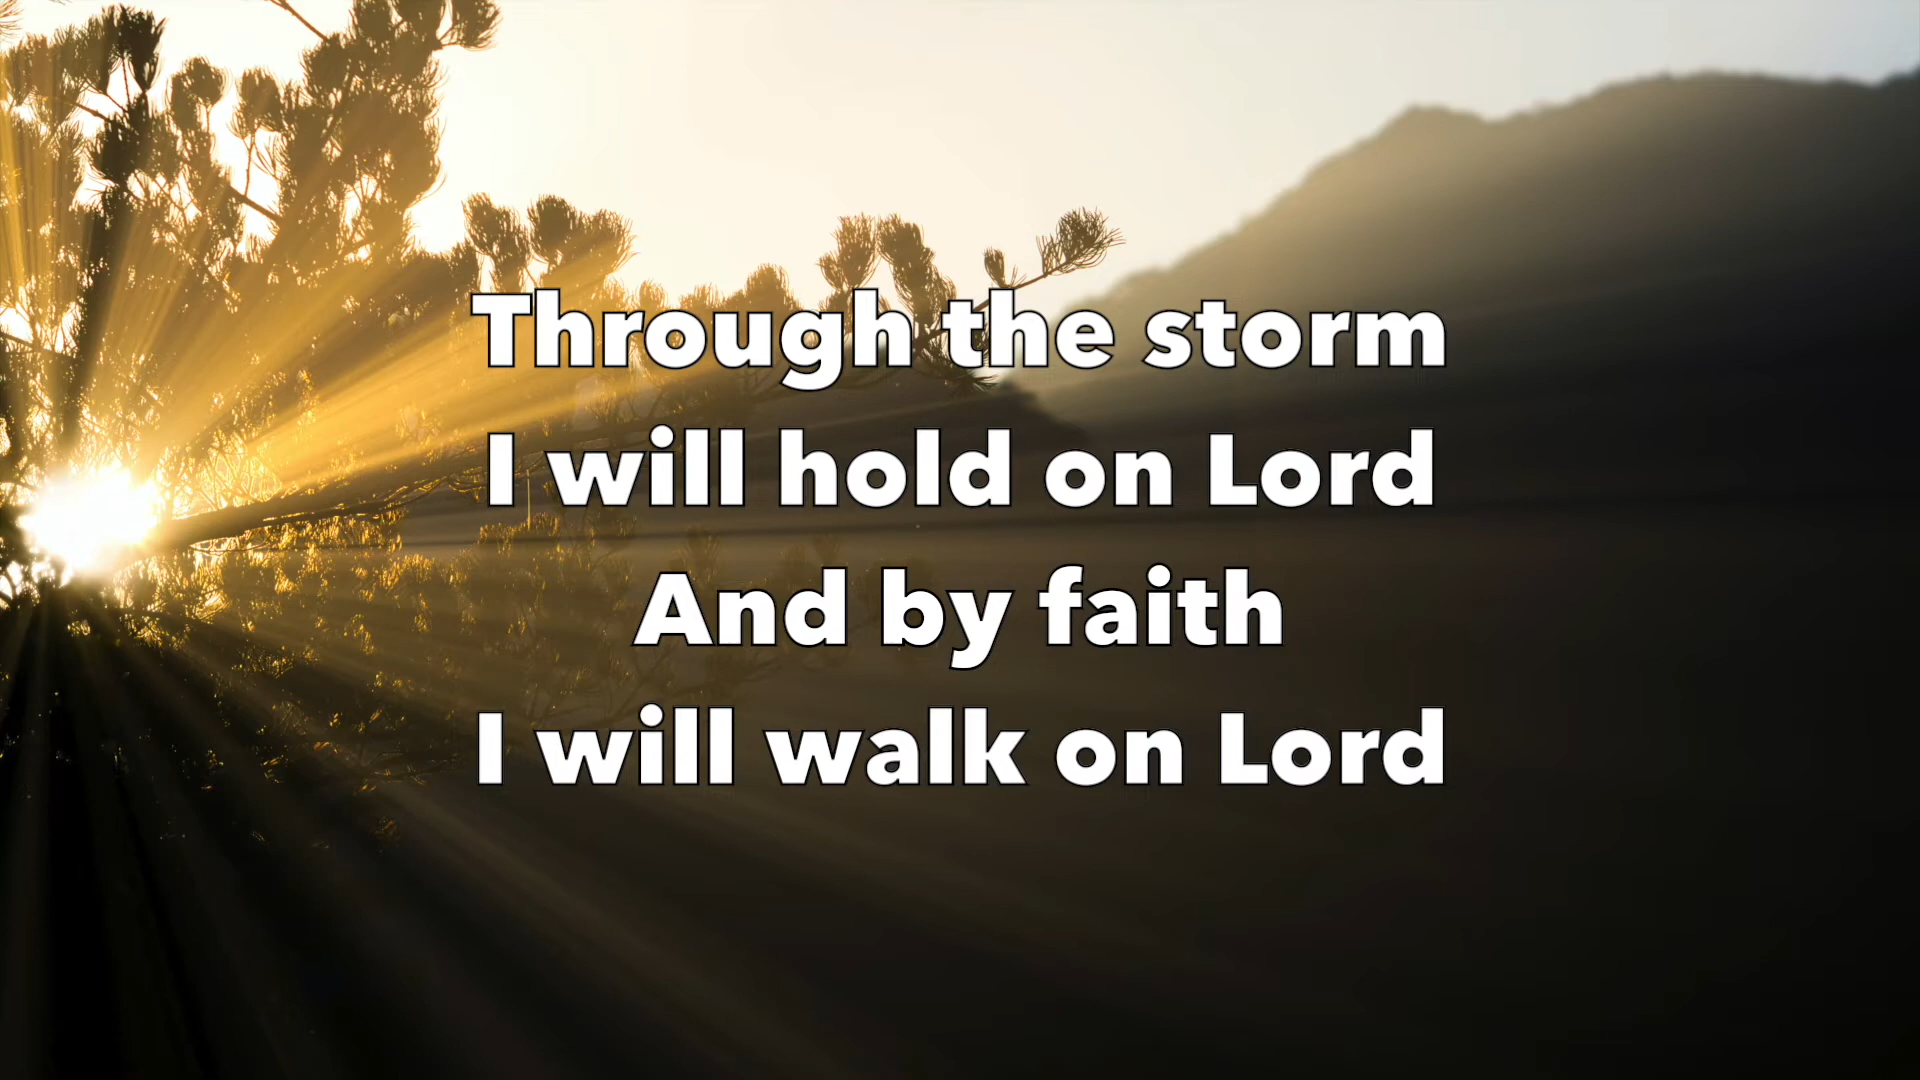 Through the storm
I will hold on Lord
And by faith
I will walk on Lord